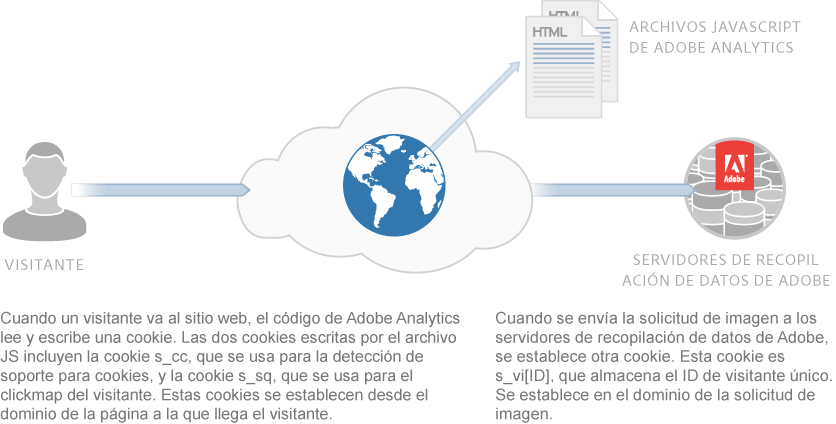 HTML
HTML
ARCHIVOS JAVASCRIPT
DE ADOBE ANALYTICS
Adobe
VISITANTE
SERVIDORES DE RECOPIL
ACIÓN DE DATOS DE ADOBE
Cuando un visitante va al sitio web, el código de Adobe Analytics
lee y escribe una cookie. Las dos cookies escritas por el archivo
JS incluyen la cookie s_cc, que se usa para la detección de
soporte para cookies, y la cookie s_sq, que se usa para el
clickmap del visitante. Estas cookies se establecen desde el
dominio de la página a la que llega el visitante.
Cuando se envía la solicitud de imagen a los
servidores de recopilación de datos de Adobe,
se establece otra cookie. Esta cookie es
s_vi[ID], que almacena el ID de visitante único.
Se establece en el dominio de la solicitud de
imagen.